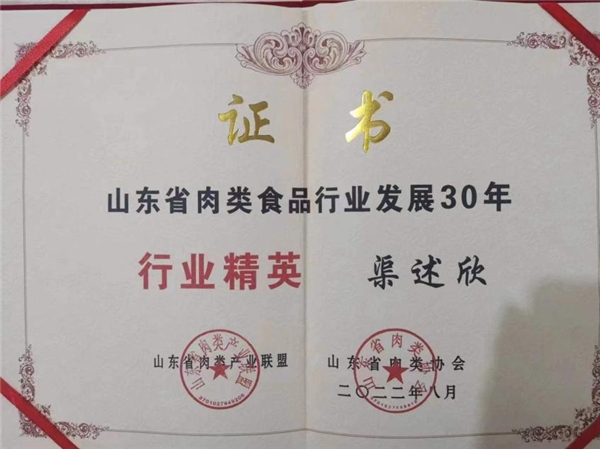 证书
山东省肉类食品行业发展30年
行业精英 渠述欣
山东省肉类产业联盟 山东省肉类协会
二〇二二年八月